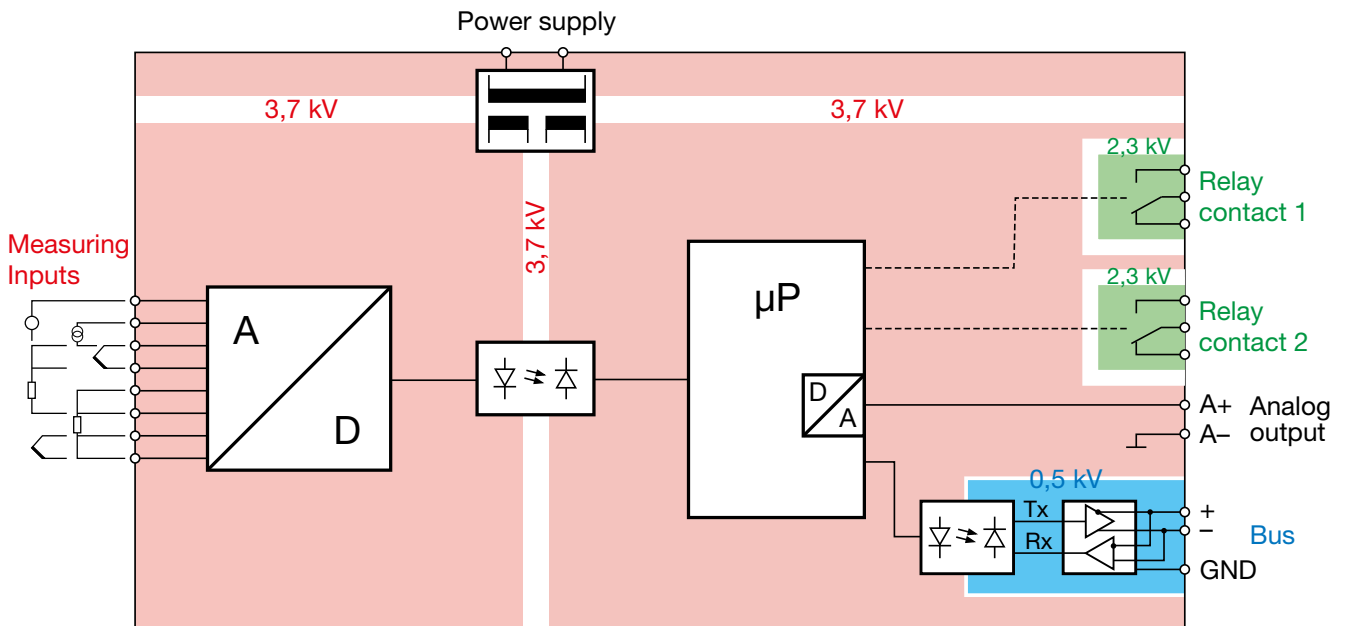 Power supply
3,7 kV
3,7 kV
3,7 kV
Measuring
Inputs
A
D
µP
D
A
2,3 kV
Relay
contact 1
2,3 kV
Relay
contact 2
A+ Analog
A– output
0,5 kV
Tx
Rx
+
–
Bus
GND